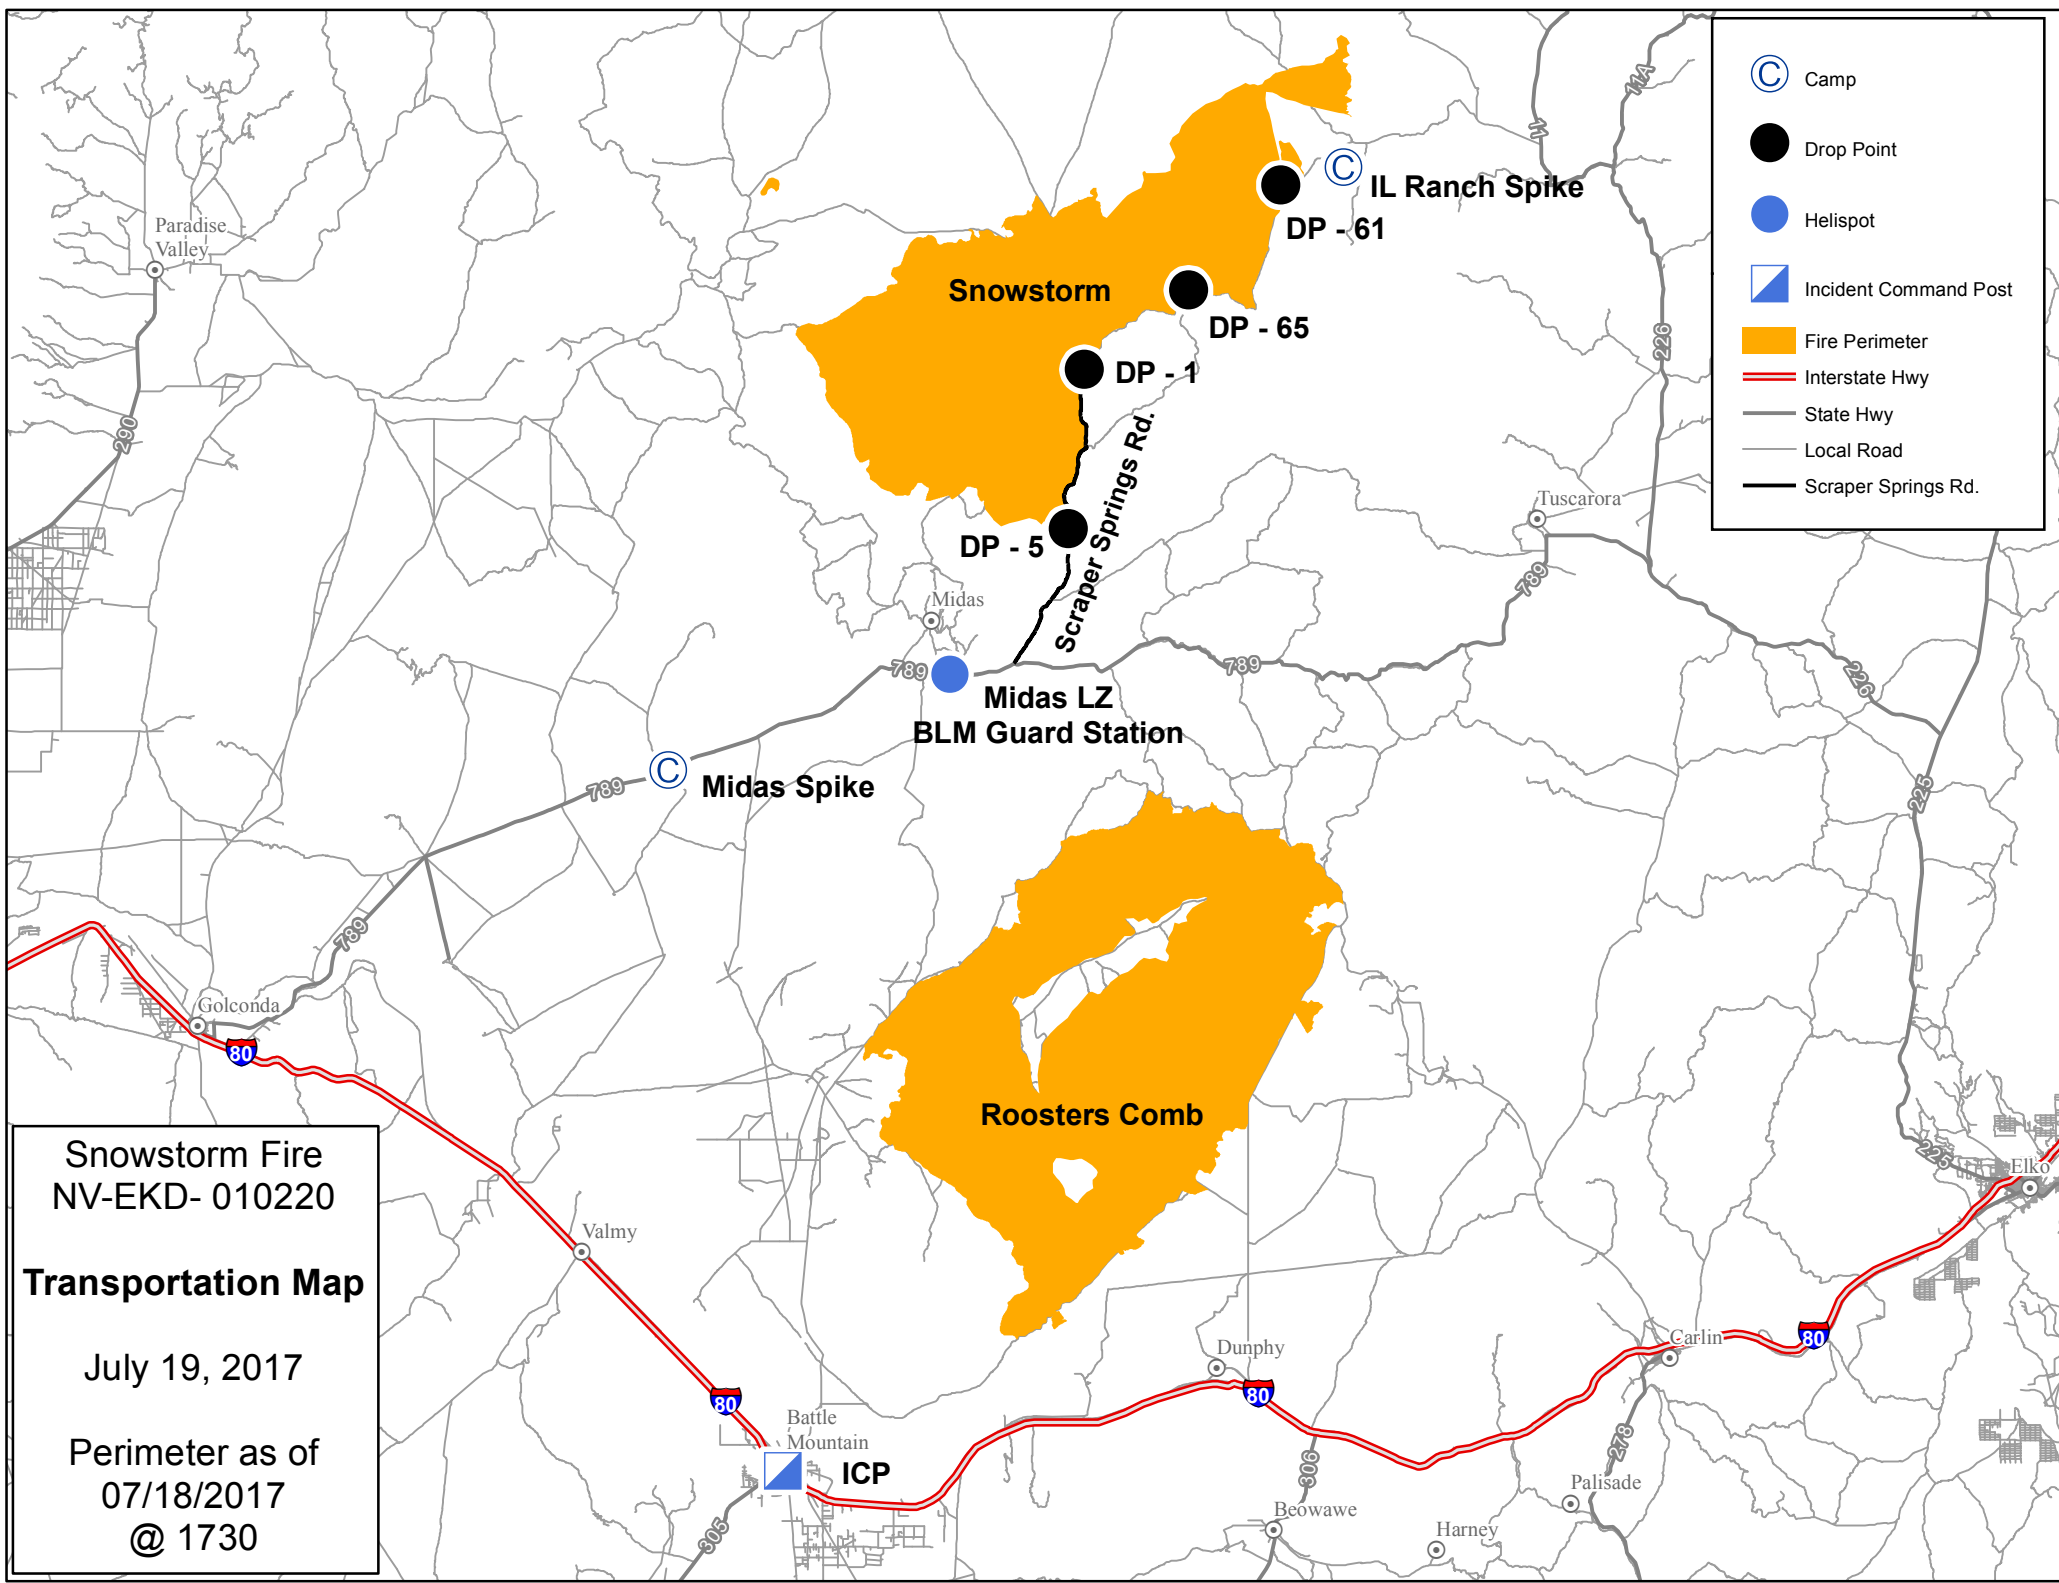 C Camp
Drop Point
Helispot
Incident Command Post
Fire Perimeter
Interstate Hwy
State Hwy
Local Road
Scraper Springs Rd.
11A
11
C IL Ranch Spike
DP - 61
Paradise
Valley
Snowstorm
DP - 65
226
DP - 1
290
Scraper Springs Rd.
Tuscarora
DP - 5
789
Midas
789
789
Midas LZ
BLM Guard Station
226
C Midas Spike
789
225
789
Golconda
80
Roosters Comb
225
Elko
Valmy
80
Carlin
Dunphy
80
80
Battle
Mountain
ICP
278
306
Palisade
Beowawe
305
Harney
Snowstorm Fire
NV-EKD- 010220
Transportation Map
July 19, 2017
Perimeter as of
07/18/2017
@ 1730